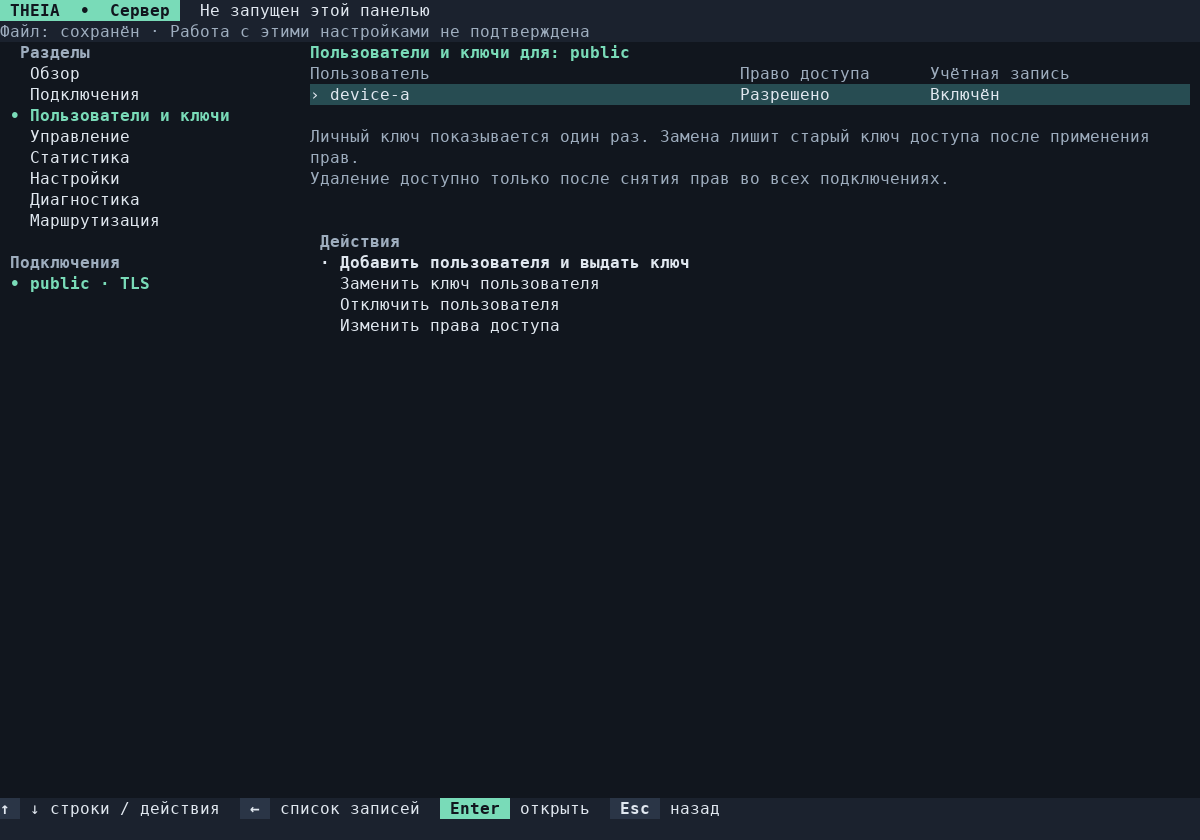 THEIA • Сервер Не запущен этой панелью
Файл: сохранён · Работа с этими настройками не подтверждена
Разделы
Обзор
Подключения
• Пользователи и ключи
Управление
Статистика
Настройки
Диагностика
Маршрутизация
Подключения
• public · TLS
Пользователи и ключи для: public
Пользователь Право доступа Учётная запись
› device-a Разрешено Включён
Личный ключ показывается один раз. Замена лишит старый ключ доступа после применения
прав.
Удаление доступно только после снятия прав во всех подключениях.
Действия
· Добавить пользователя и выдать ключ
Заменить ключ пользователя
Отключить пользователя
Изменить права доступа
↑ ↓ строки / действия ← список записей Enter открыть Esc назад